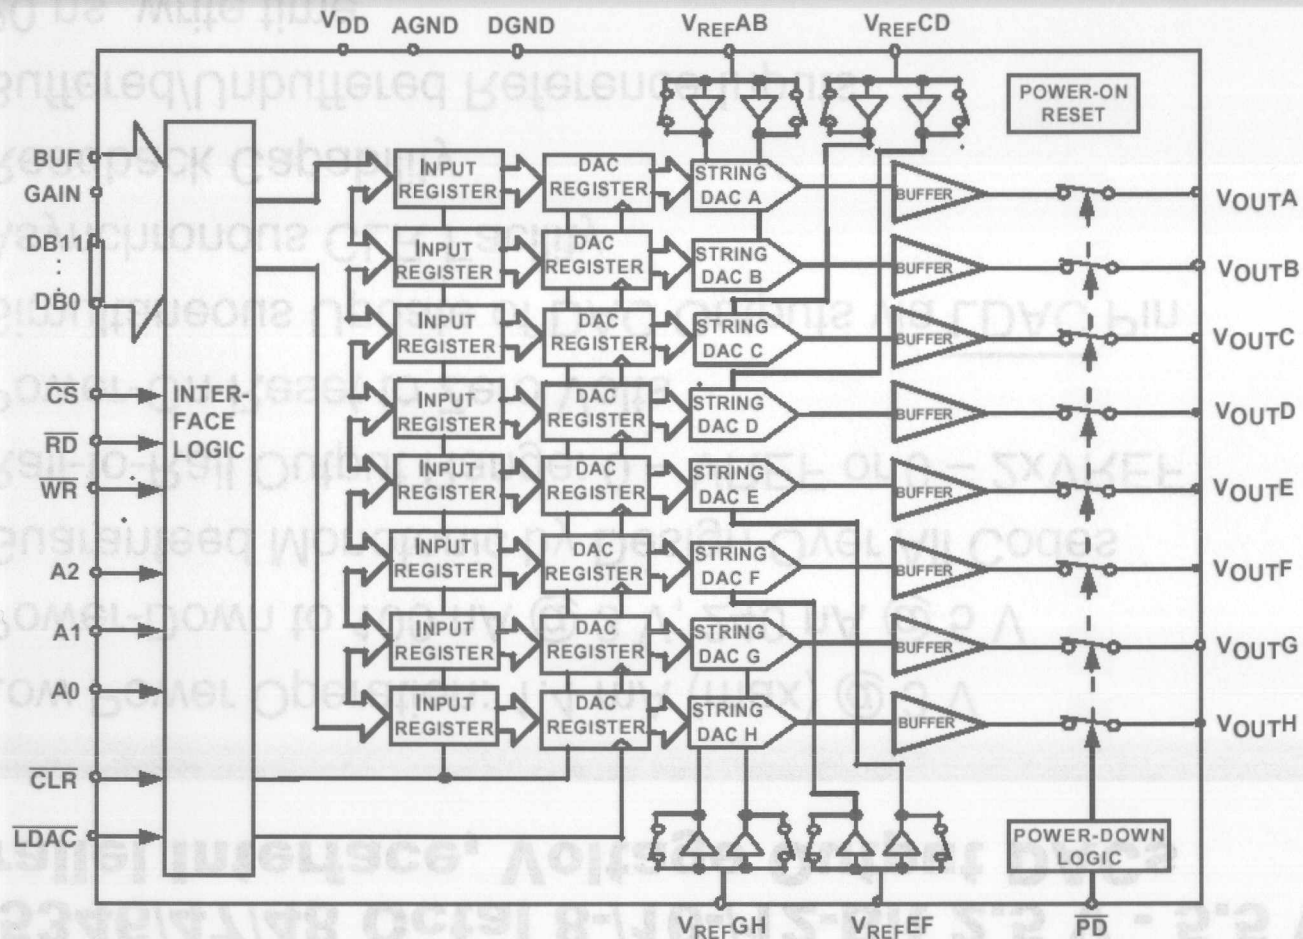 VDD AGND DGND VREFAB VREFCD
POWER-ON
RESET
BUF
GAIN
DB11
DB0
CS
RD
WR
A2
A1
A0
CLR
LDAC
INTER-
FACE
LOGIC
INPUT
REGISTER
DAC
REGISTER
STRING
DAC A
BUFFER
VOUTA
INPUT
REGISTER
DAC
REGISTER
STRING
DAC B
BUFFER
VOUTB
INPUT
REGISTER
DAC
REGISTER
STRING
DAC C
BUFFER
VOUTC
INPUT
REGISTER
DAC
REGISTER
STRING
DAC D
BUFFER
VOUTD
INPUT
REGISTER
DAC
REGISTER
STRING
DAC E
BUFFER
VOUTE
INPUT
REGISTER
DAC
REGISTER
STRING
DAC F
BUFFER
VOUTF
INPUT
REGISTER
DAC
REGISTER
STRING
DAC G
BUFFER
VOUTG
INPUT
REGISTER
DAC
REGISTER
STRING
DAC H
BUFFER
VOUTH
POWER-DOWN
LOGIC
VREFGH VREFEF PD